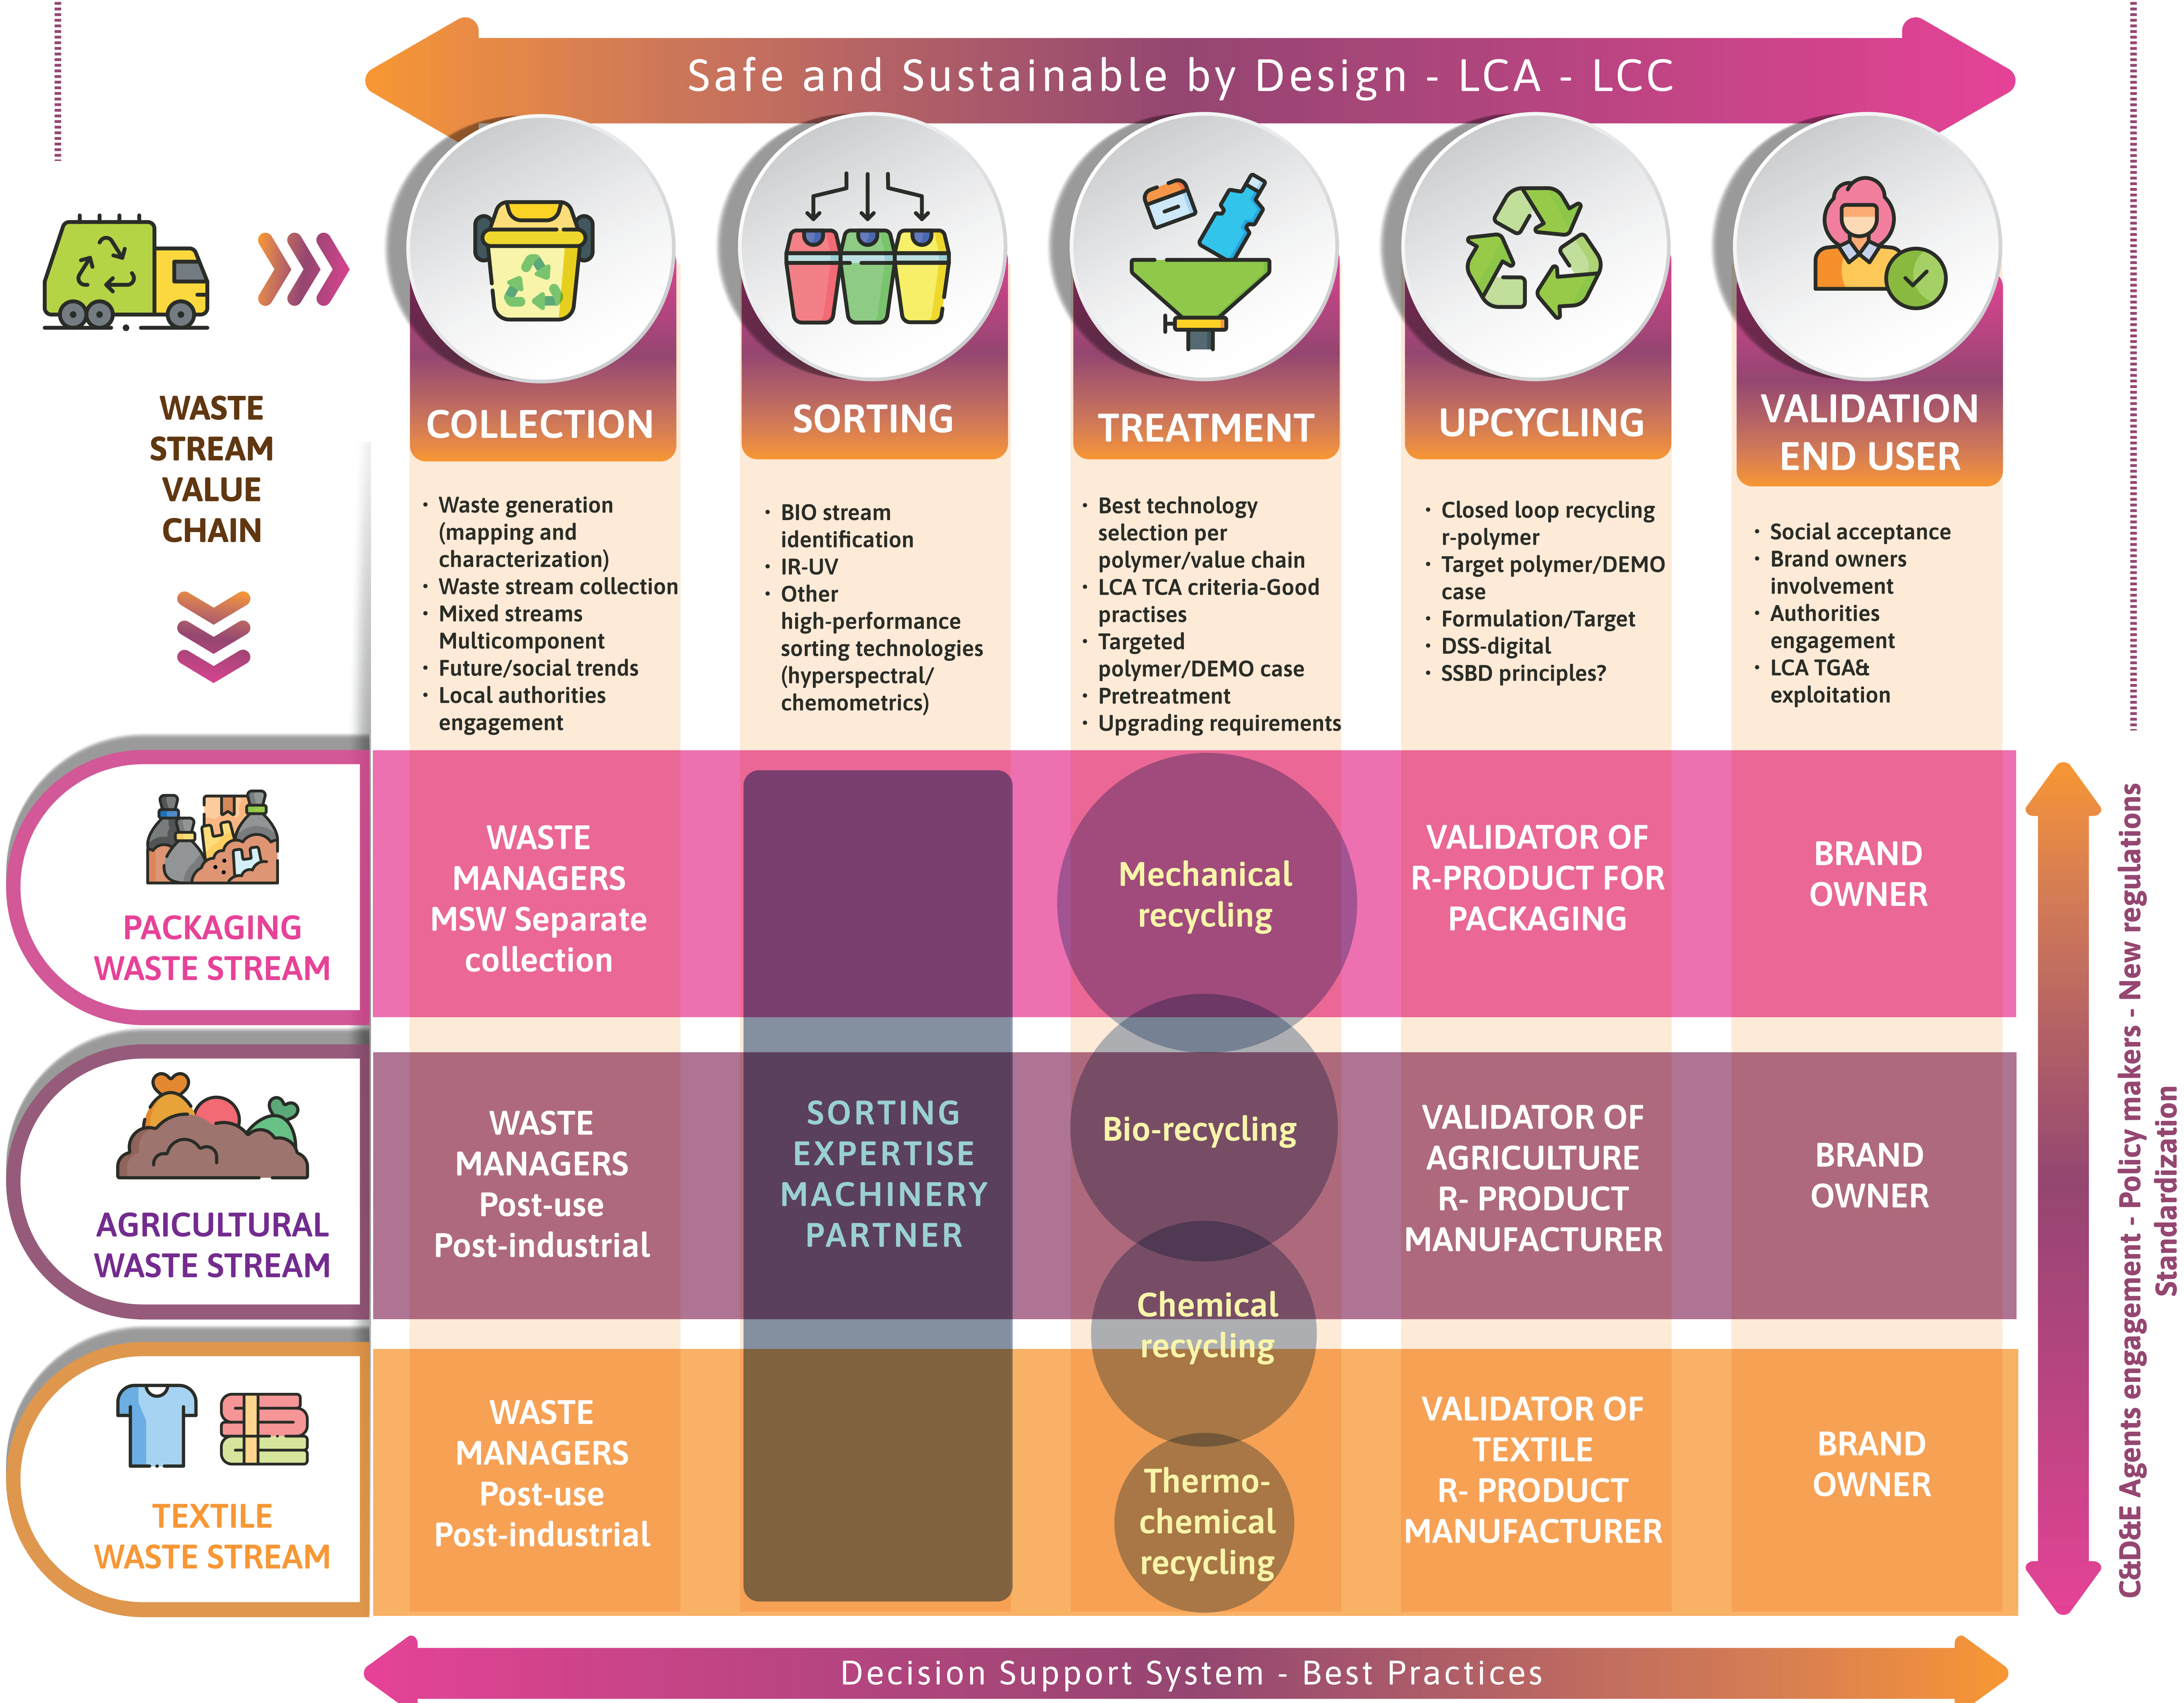 Safe and Sustainable by Design - LCA - LCC
WASTE
STREAM
VALUE
CHAIN
COLLECTION
• Waste generation
(mapping and
characterization)
• Waste stream collection
• Mixed streams
Multicomponent
• Future/social trends
• Local authorities
engagement
SORTING
• BIO stream
identification
• IR-UV
• Other
high-performance
sorting technologies
(hyperspectral/
chemometrics)
TREATMENT
• Best technology
selection per
polymer/value chain
• LCA TCA criteria-Good
practises
• Targeted
polymer/DEMO case
• Pretreatment
• Upgrading requirements
UPCYCLING
• Closed loop recycling
r-polymer
• Target polymer/DEMO
case
• Formulation/Target
• DSS-digital
• SSBD principles?
VALIDATION
END USER
• Social acceptance
• Brand owners
involvement
• Authorities
engagement
• LCA TGA&
exploitation
PACKAGING
WASTE STREAM
WASTE
MANAGERS
MSW Separate
collection
Mechanical
recycling
VALIDATOR OF
R-PRODUCT FOR
PACKAGING
BRAND
OWNER
AGRICULTURAL
WASTE STREAM
WASTE
MANAGERS
Post-use
Post-industrial
SORTING
EXPERTISE
MACHINERY
PARTNER
Bio-recycling
Chemical
recycling
VALIDATOR OF
AGRICULTURE
R- PRODUCT
MANUFACTURER
BRAND
OWNER
TEXTILE
WASTE STREAM
WASTE
MANAGERS
Post-use
Post-industrial
Thermo-
chemical
recycling
VALIDATOR OF
TEXTILE
R- PRODUCT
MANUFACTURER
BRAND
OWNER
C&D&E Agents engagement - Policy makers - New regulations
Standardization
Decision Support System - Best Practices